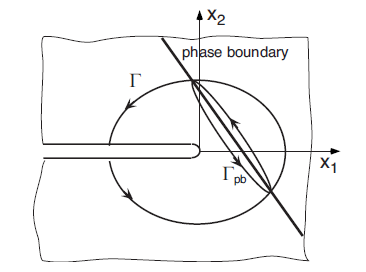 x₂
phase boundary
Γ
Γpb
x₁